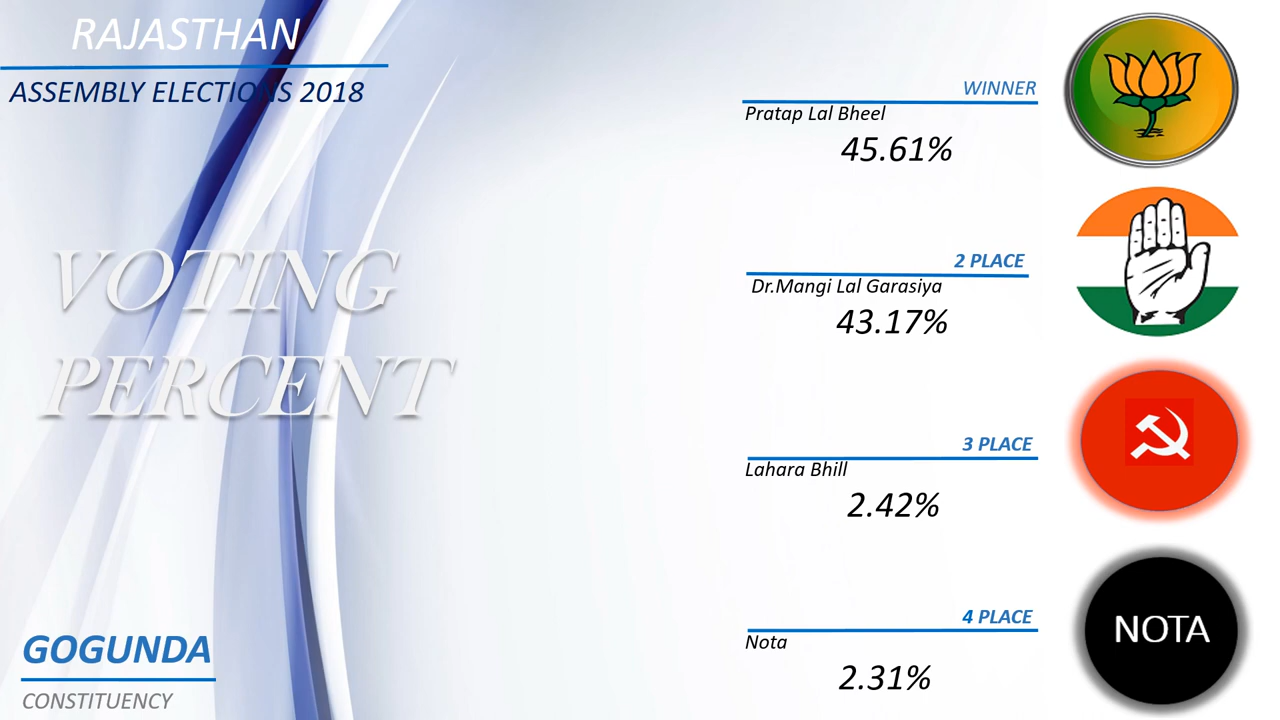 RAJASTHAN
ASSEMBLY ELECTIONS 2018
VOTING
PERCENT
GOGUNDA
CONSTITUENCY
WINNER
Pratap Lal Bheel
45.61%
2 PLACE
Dr.Mangi Lal Garasiya
43.17%
3 PLACE
Lahara Bhill
2.42%
4 PLACE
Nota
2.31%
NOTA